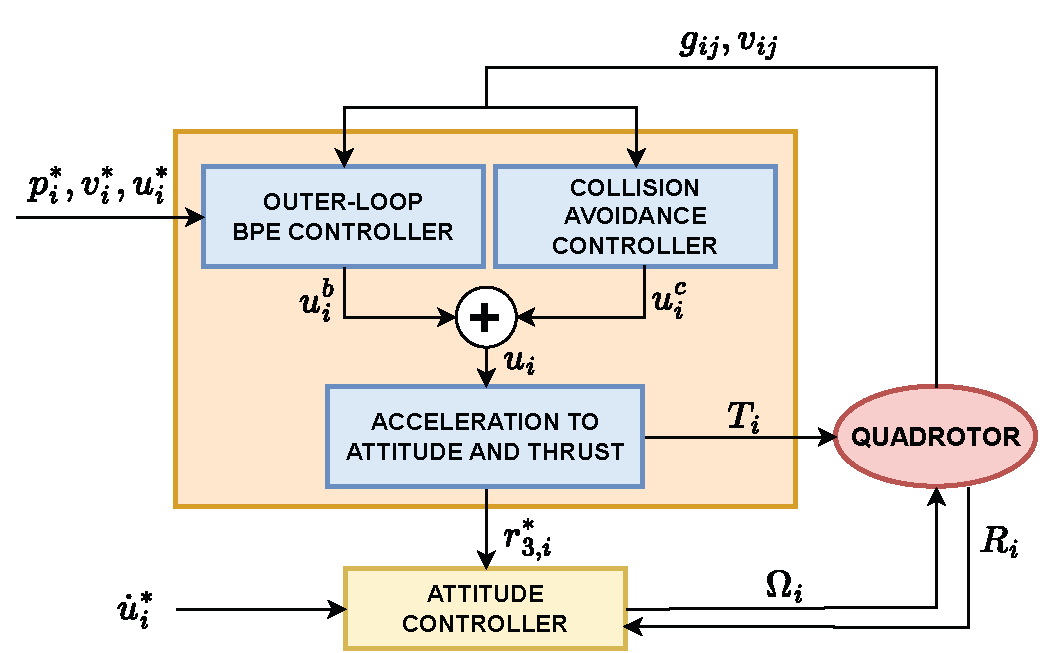 g_{ij}, v_{ij}
p_i^*, v_i^*, u_i^*
OUTER-LOOP
BPE CONTROLLER
COLLISION
AVOIDANCE
CONTROLLER
u_i^b
+
u_i^c
u_i
ACCELERATION TO
ATTITUDE AND THRUST
T_i
QUADROTOR
r_{3,i}^*
R_i
\dot{u}_i^*
ATTITUDE
CONTROLLER
Ω_i